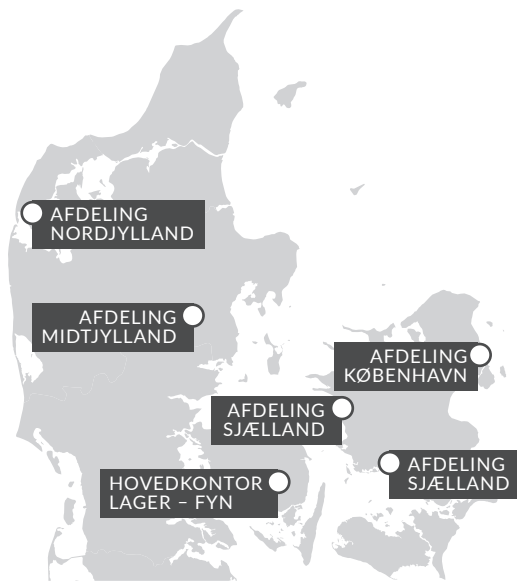 AFDELING
NORDJYLLAND
AFDELING
MIDTJYLLAND
AFDELING
KØBENHAVN
AFDELING
SJÆLLAND
AFDELING
SJÆLLAND
HOVEDKONTOR
LAGER – FYN